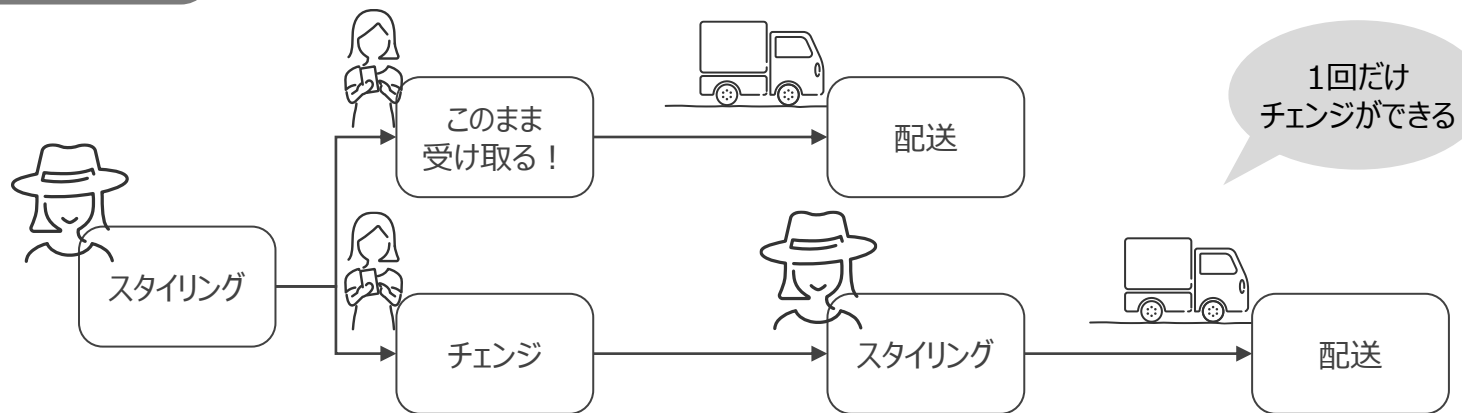 このまま
受け取る！
配送
1回だけ
チェンジができる
スタイリング
チェンジ
スタイリング
配送